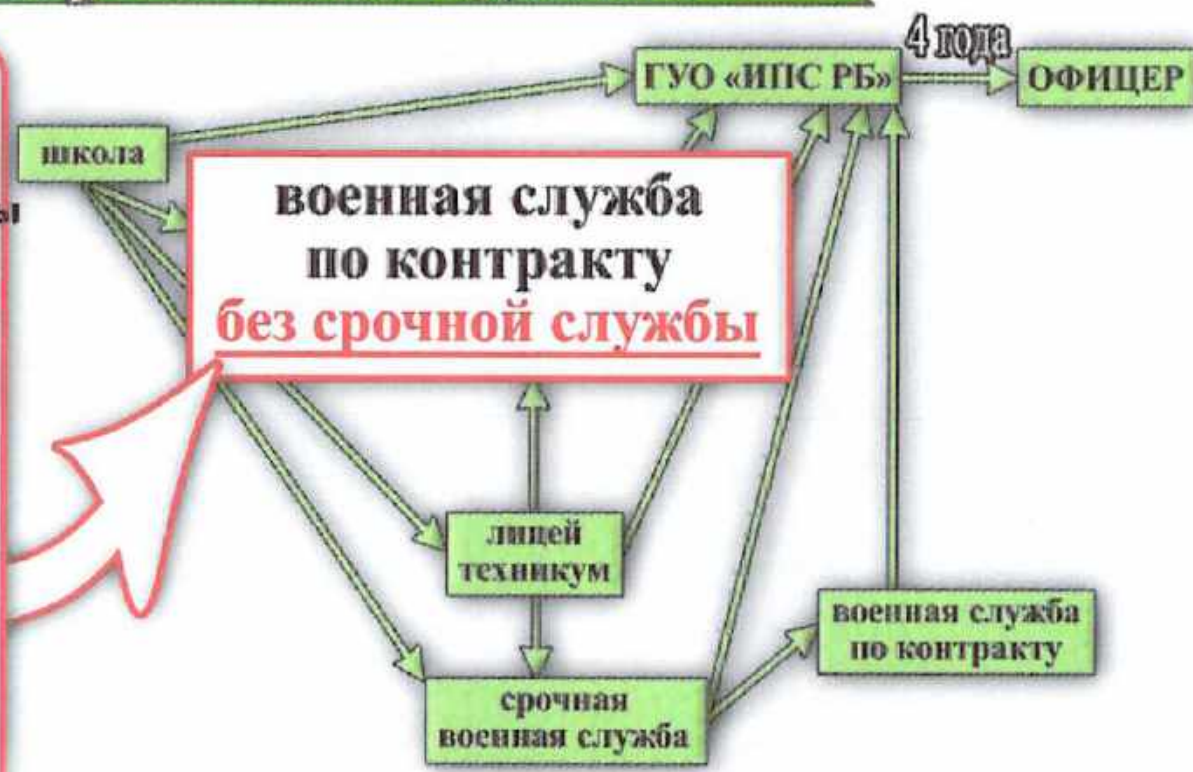 4 года
ГУО «ИПС РБ»
ОФИЦЕР
школа
военная служба
по контракту
без срочной службы
лицей
техникум
военная служба
по контракту
срочная
военная служба